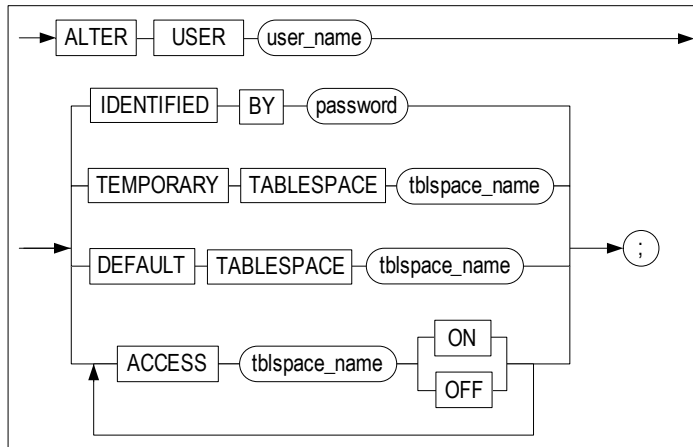 ALTER USER user_name
IDENTIFIED BY password
TEMPORARY TABLESPACE tblspace_name
DEFAULT TABLESPACE tblspace_name
;
ON
ACCESS tblspace_name
OFF